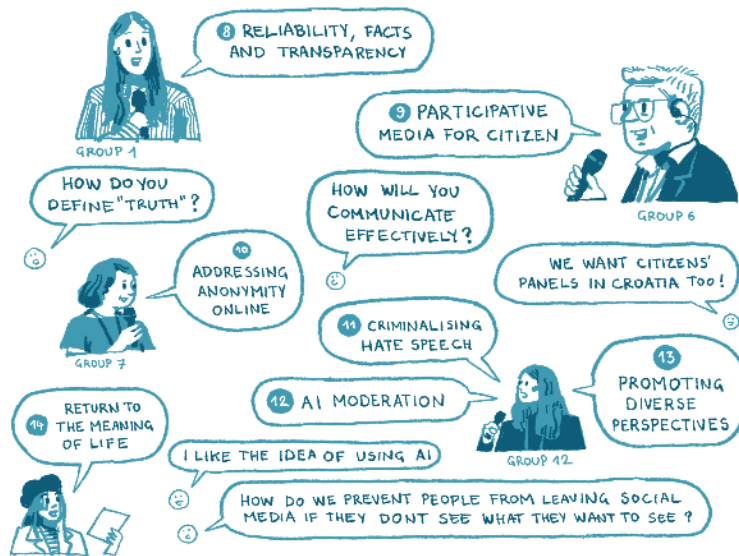 8 RELIABILITY, FACTS
AND TRANSPARENCY
GROUP 1
9 PARTICIPATIVE
MEDIA FOR CITIZEN
GROUP 6
HOW DO YOU
DEFINE "TRUTH"?
HOW WILL YOU
COMMUNICATE
EFFECTIVELY?
10
ADDRESSING
ANONYMITY
ONLINE
GROUP 7
WE WANT CITIZENS'
PANELS IN CROATIA TOO!
11 CRIMINALISING
HATE SPEECH
12 AI MODERATION
GROUP 12
13
PROMOTING
DIVERSE
PERSPECTIVES
14 RETURN TO
THE MEANING
OF LIFE
I LIKE THE IDEA OF USING AI
HOW DO WE PREVENT PEOPLE FROM LEAVING SOCIAL
MEDIA IF THEY DONT SEE WHAT THEY WANT TO SEE?